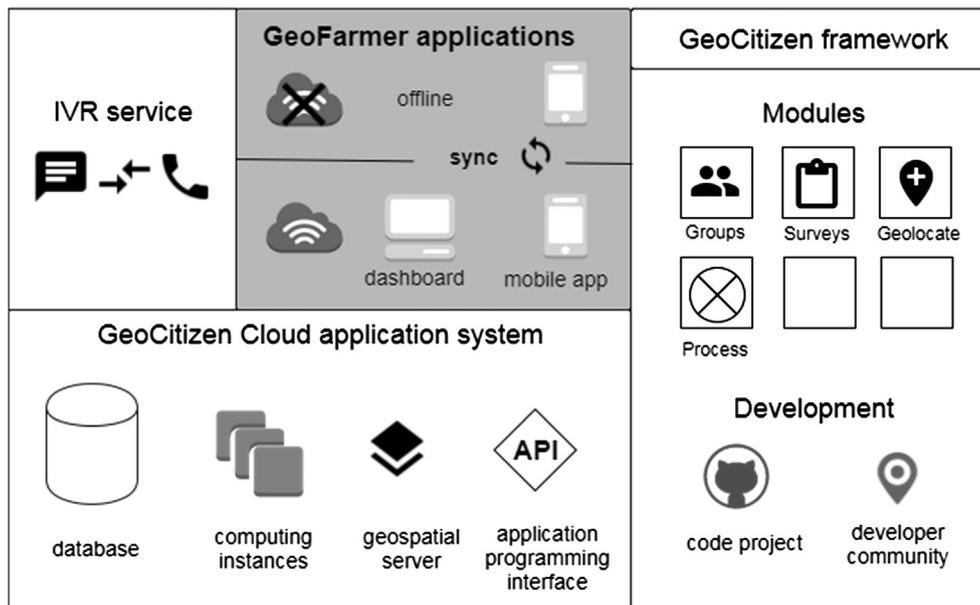 IVR service
GeoFarmer applications
offline
sync
dashboard
mobile app
GeoCitizen framework
Modules
Groups
Surveys
Geolocate
Process
Development
code project
developer
community
GeoCitizen Cloud application system
database
computing
instances
geospatial
server
API
application
programming
interface